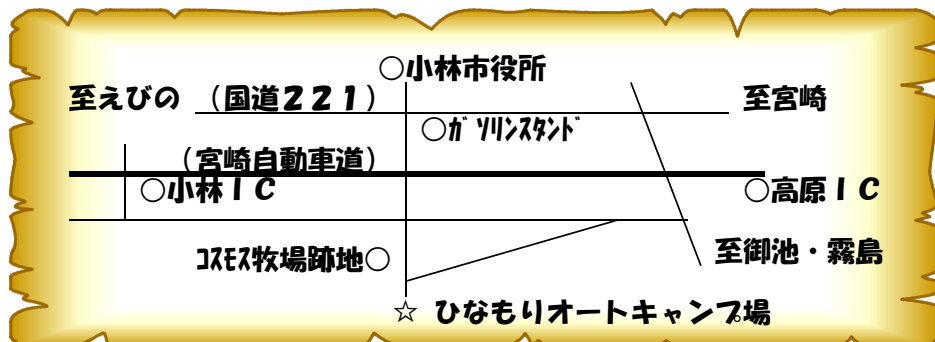 ○小林市役所
至えびの (国道221) 至宮崎
○ガソリンスタンド
(宮崎自動車道)
○小林IC ○高原IC
コスモス牧場跡地○ 至御池・霧島
☆ ひなもりオートキャンプ場